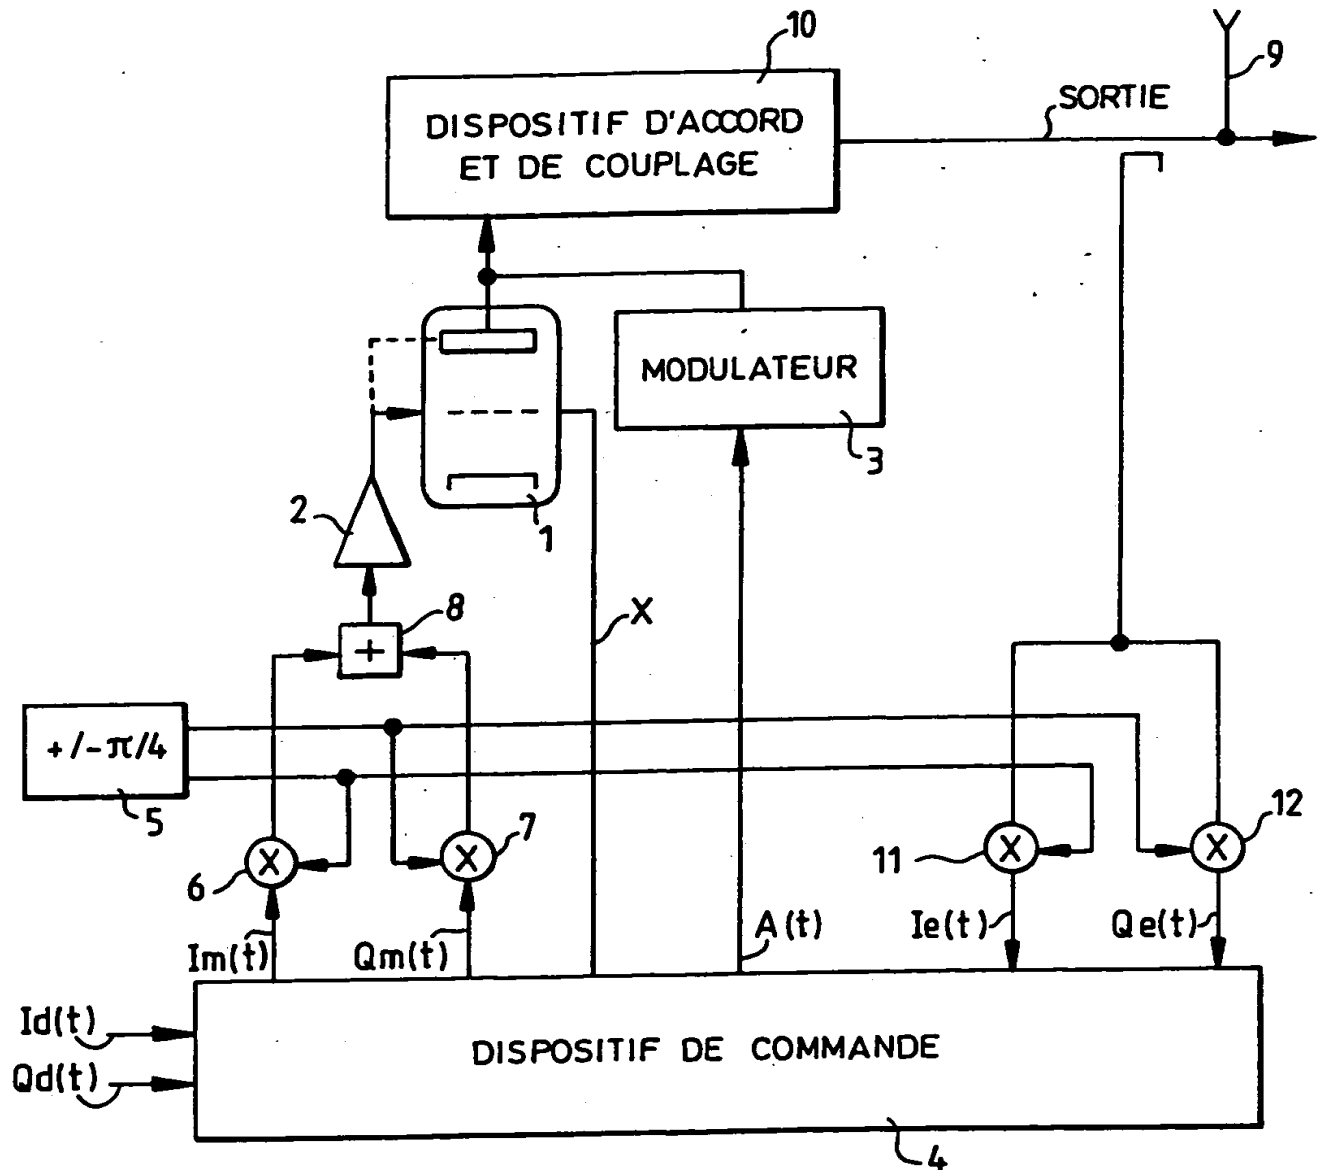 10
9
SORTIE
DISPOSITIF D'ACCORD
ET DE COUPLAGE
MODULATEUR
3
2
1
8
X
+
+/-π/4
5
6
X
X
7
11
X
X
12
Im(t)
Qm(t)
A(t)
Ie(t)
Qe(t)
Id(t)
Qd(t)
DISPOSITIF DE COMMANDE
4